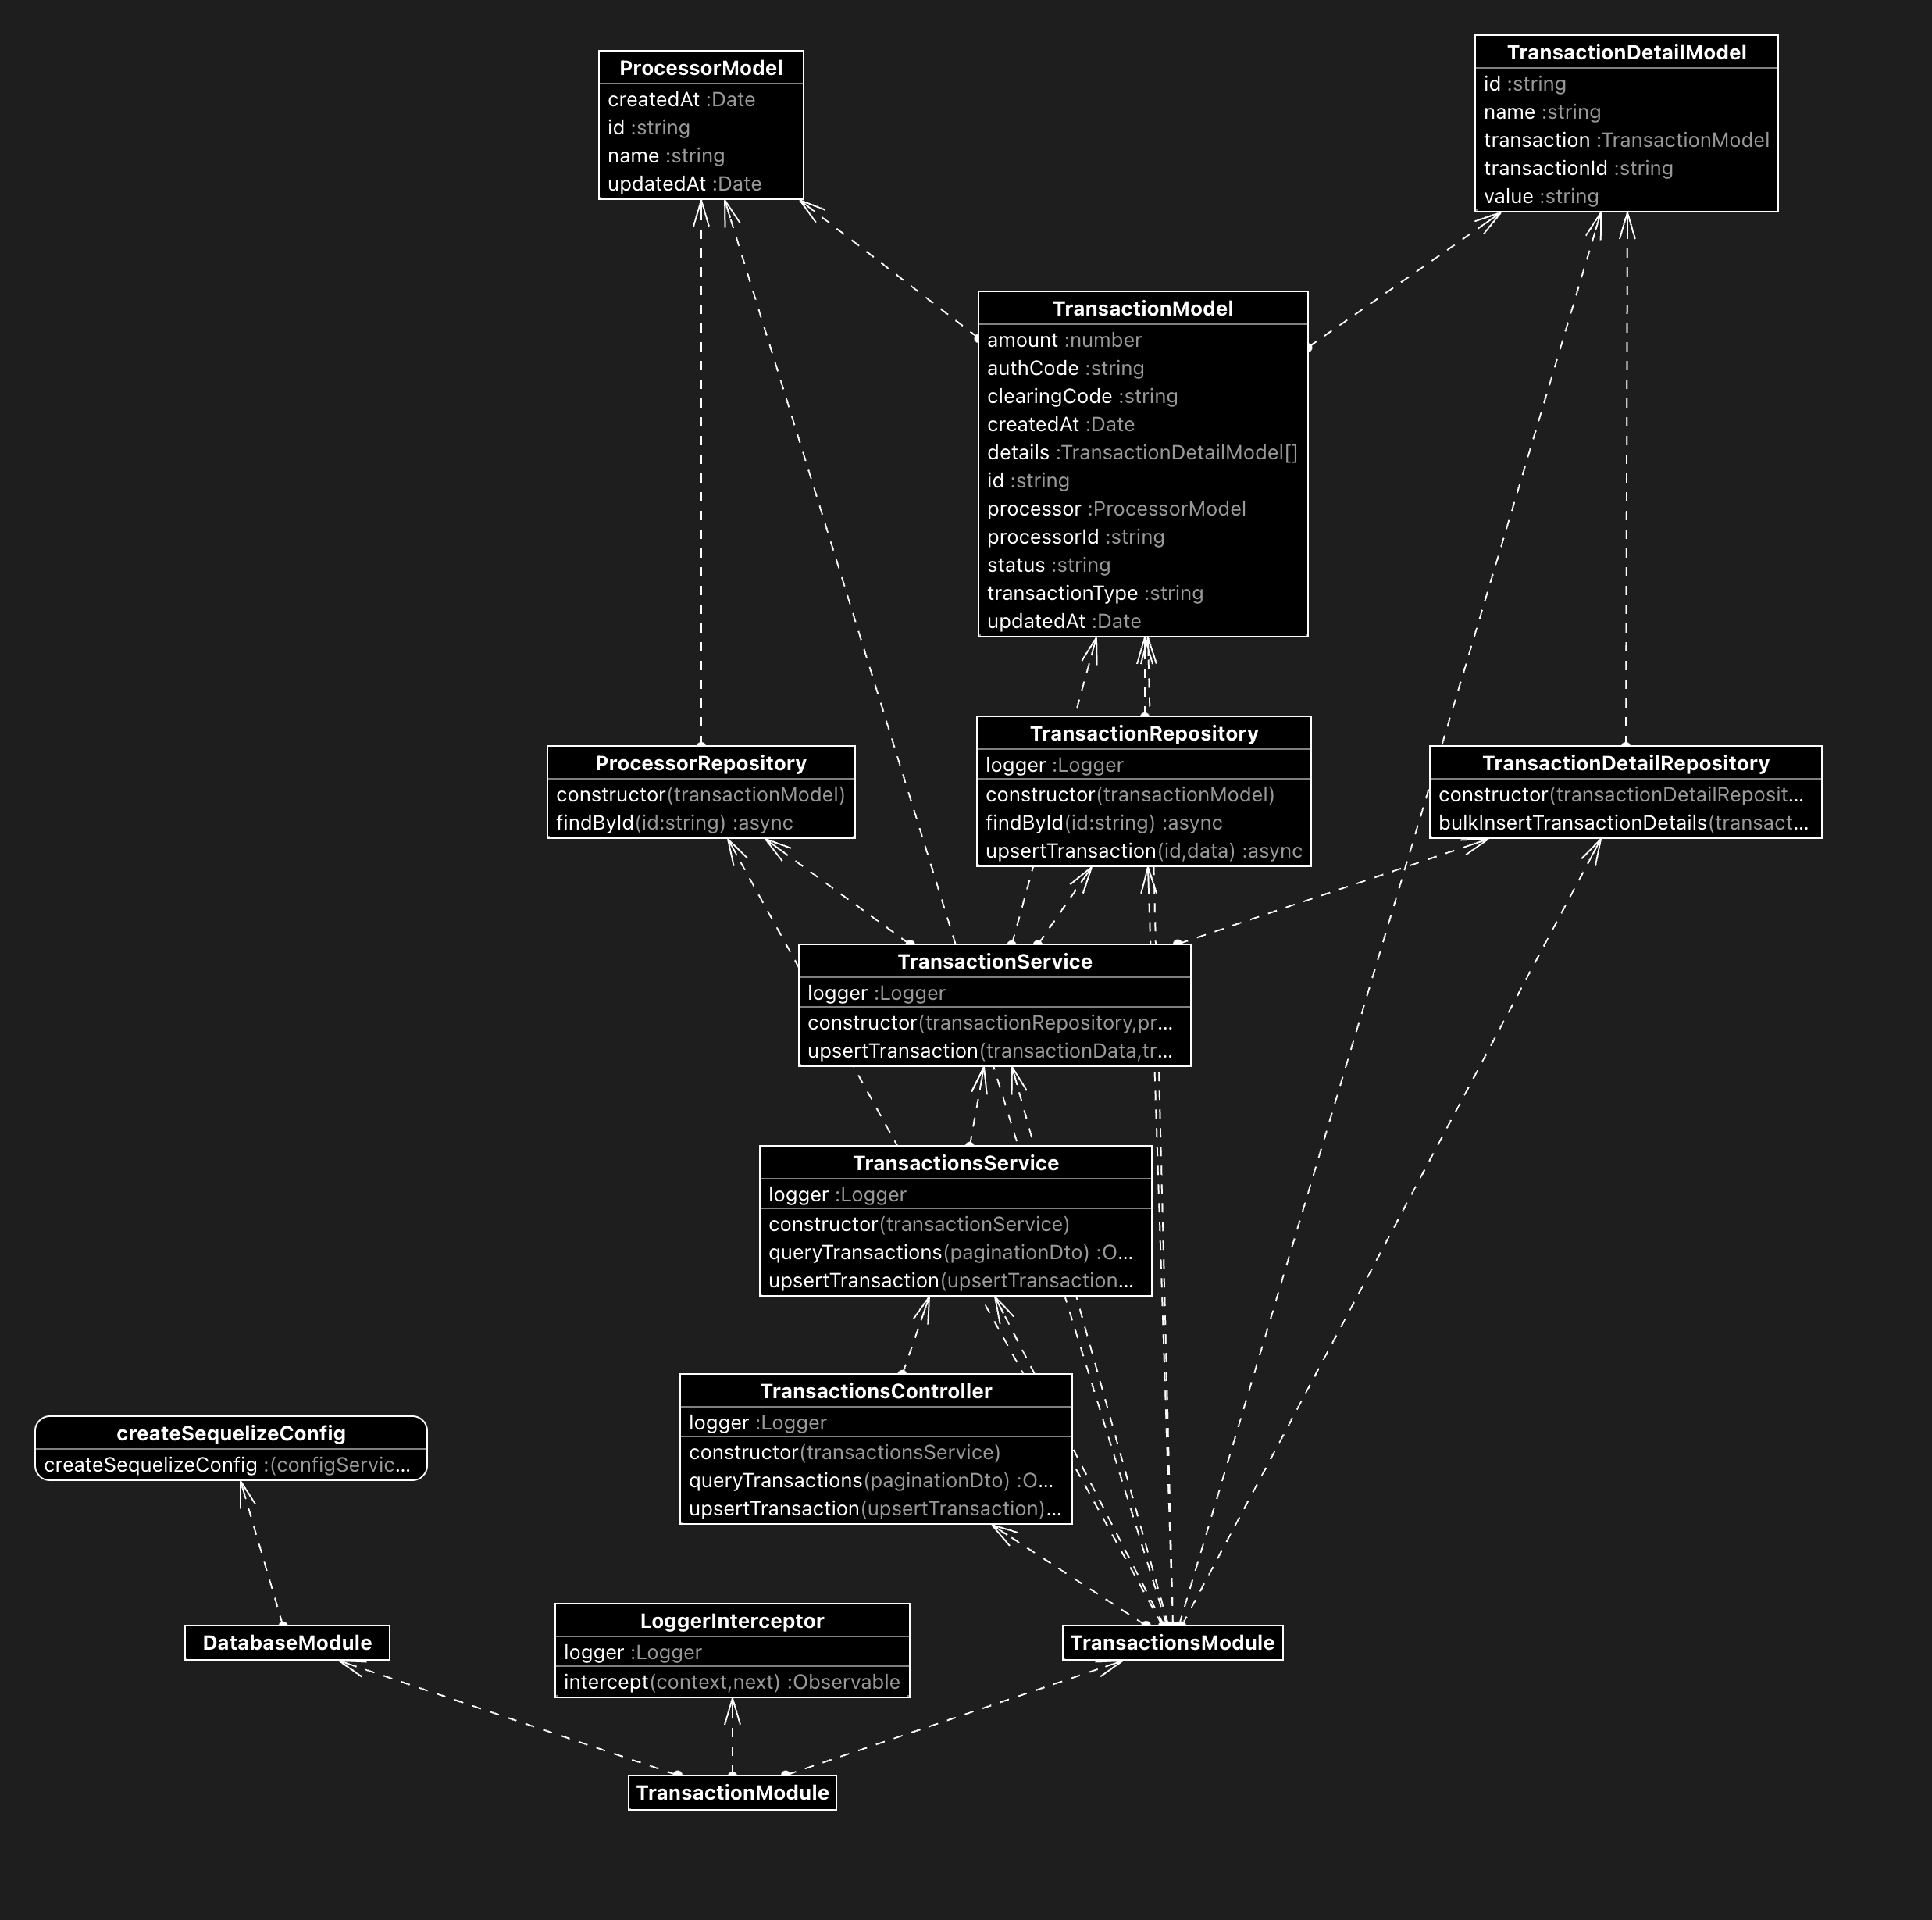 ProcessorModel
createdAt :Date
id :string
name :string
updatedAt :Date
TransactionDetailModel
id :string
name :string
transaction :TransactionModel
transactionId :string
value :string
TransactionModel
amount :number
authCode :string
clearingCode :string
createdAt :Date
details :TransactionDetailModel[]
id :string
processor :ProcessorModel
processorId :string
status :string
transactionType :string
updatedAt :Date
ProcessorRepository
constructor(transactionModel)
findById(id:string) :async
TransactionRepository
logger :Logger
constructor(transactionModel)
findById(id:string) :async
upsertTransaction(id,data) :async
TransactionDetailRepository
constructor(transactionDetailReposit...
bulkInsertTransactionDetails(transact...
TransactionService
logger :Logger
constructor(transactionRepository,pr...
upsertTransaction(transactionData,tr...
TransactionsService
logger :Logger
constructor(transactionService)
queryTransactions(paginationDto) :O...
upsertTransaction(upsertTransaction...
TransactionsController
logger :Logger
constructor(transactionsService)
queryTransactions(paginationDto) :O...
upsertTransaction(upsertTransaction)...
createSequelizeConfig
createSequelizeConfig :(configServic...
DatabaseModule
LoggerInterceptor
logger :Logger
intercept(context,next) :Observable
TransactionsModule
TransactionModule